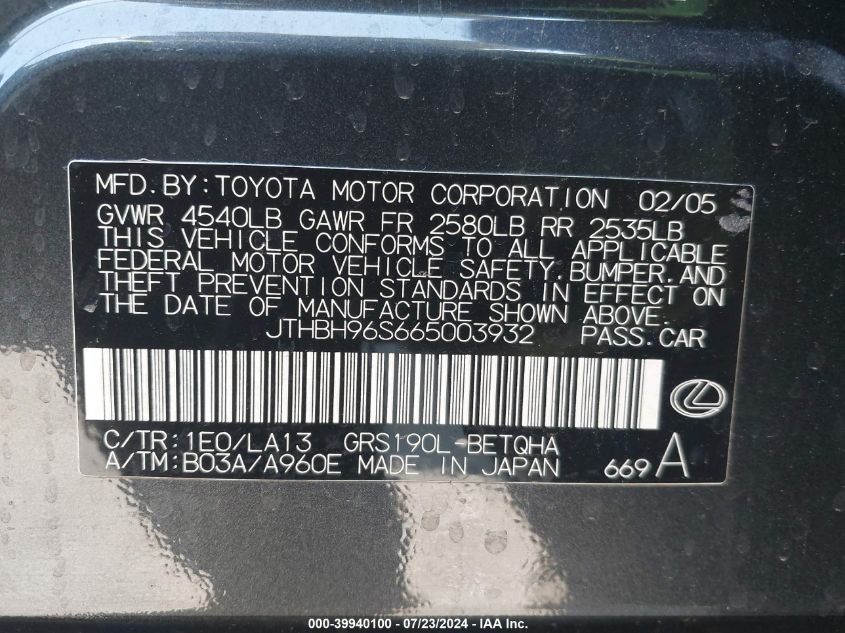 MFD.BY:TOYOTA MOTOR CORPORATION 02/05
GVWR 4540LB GAWR FR 2580LB RR 2535LB
THIS VEHICLE CONFORMS TO ALL APPLICABLE
FEDERAL MOTOR VEHICLE SAFETY.BUMPER.AND
THEFT PREVENTION STANDARDS IN EFFECT ON
THE DATE OF MANUFACTURE SHOWN ABOVE.
JTHBH96S665003932 PASS.CAR
C/TR:1E0/LA13 GRS190L-BETQHA
A/TM:B03A/A960E MADE IN JAPAN 669A
000-39940100 - 07/23/2024 - IAA Inc.